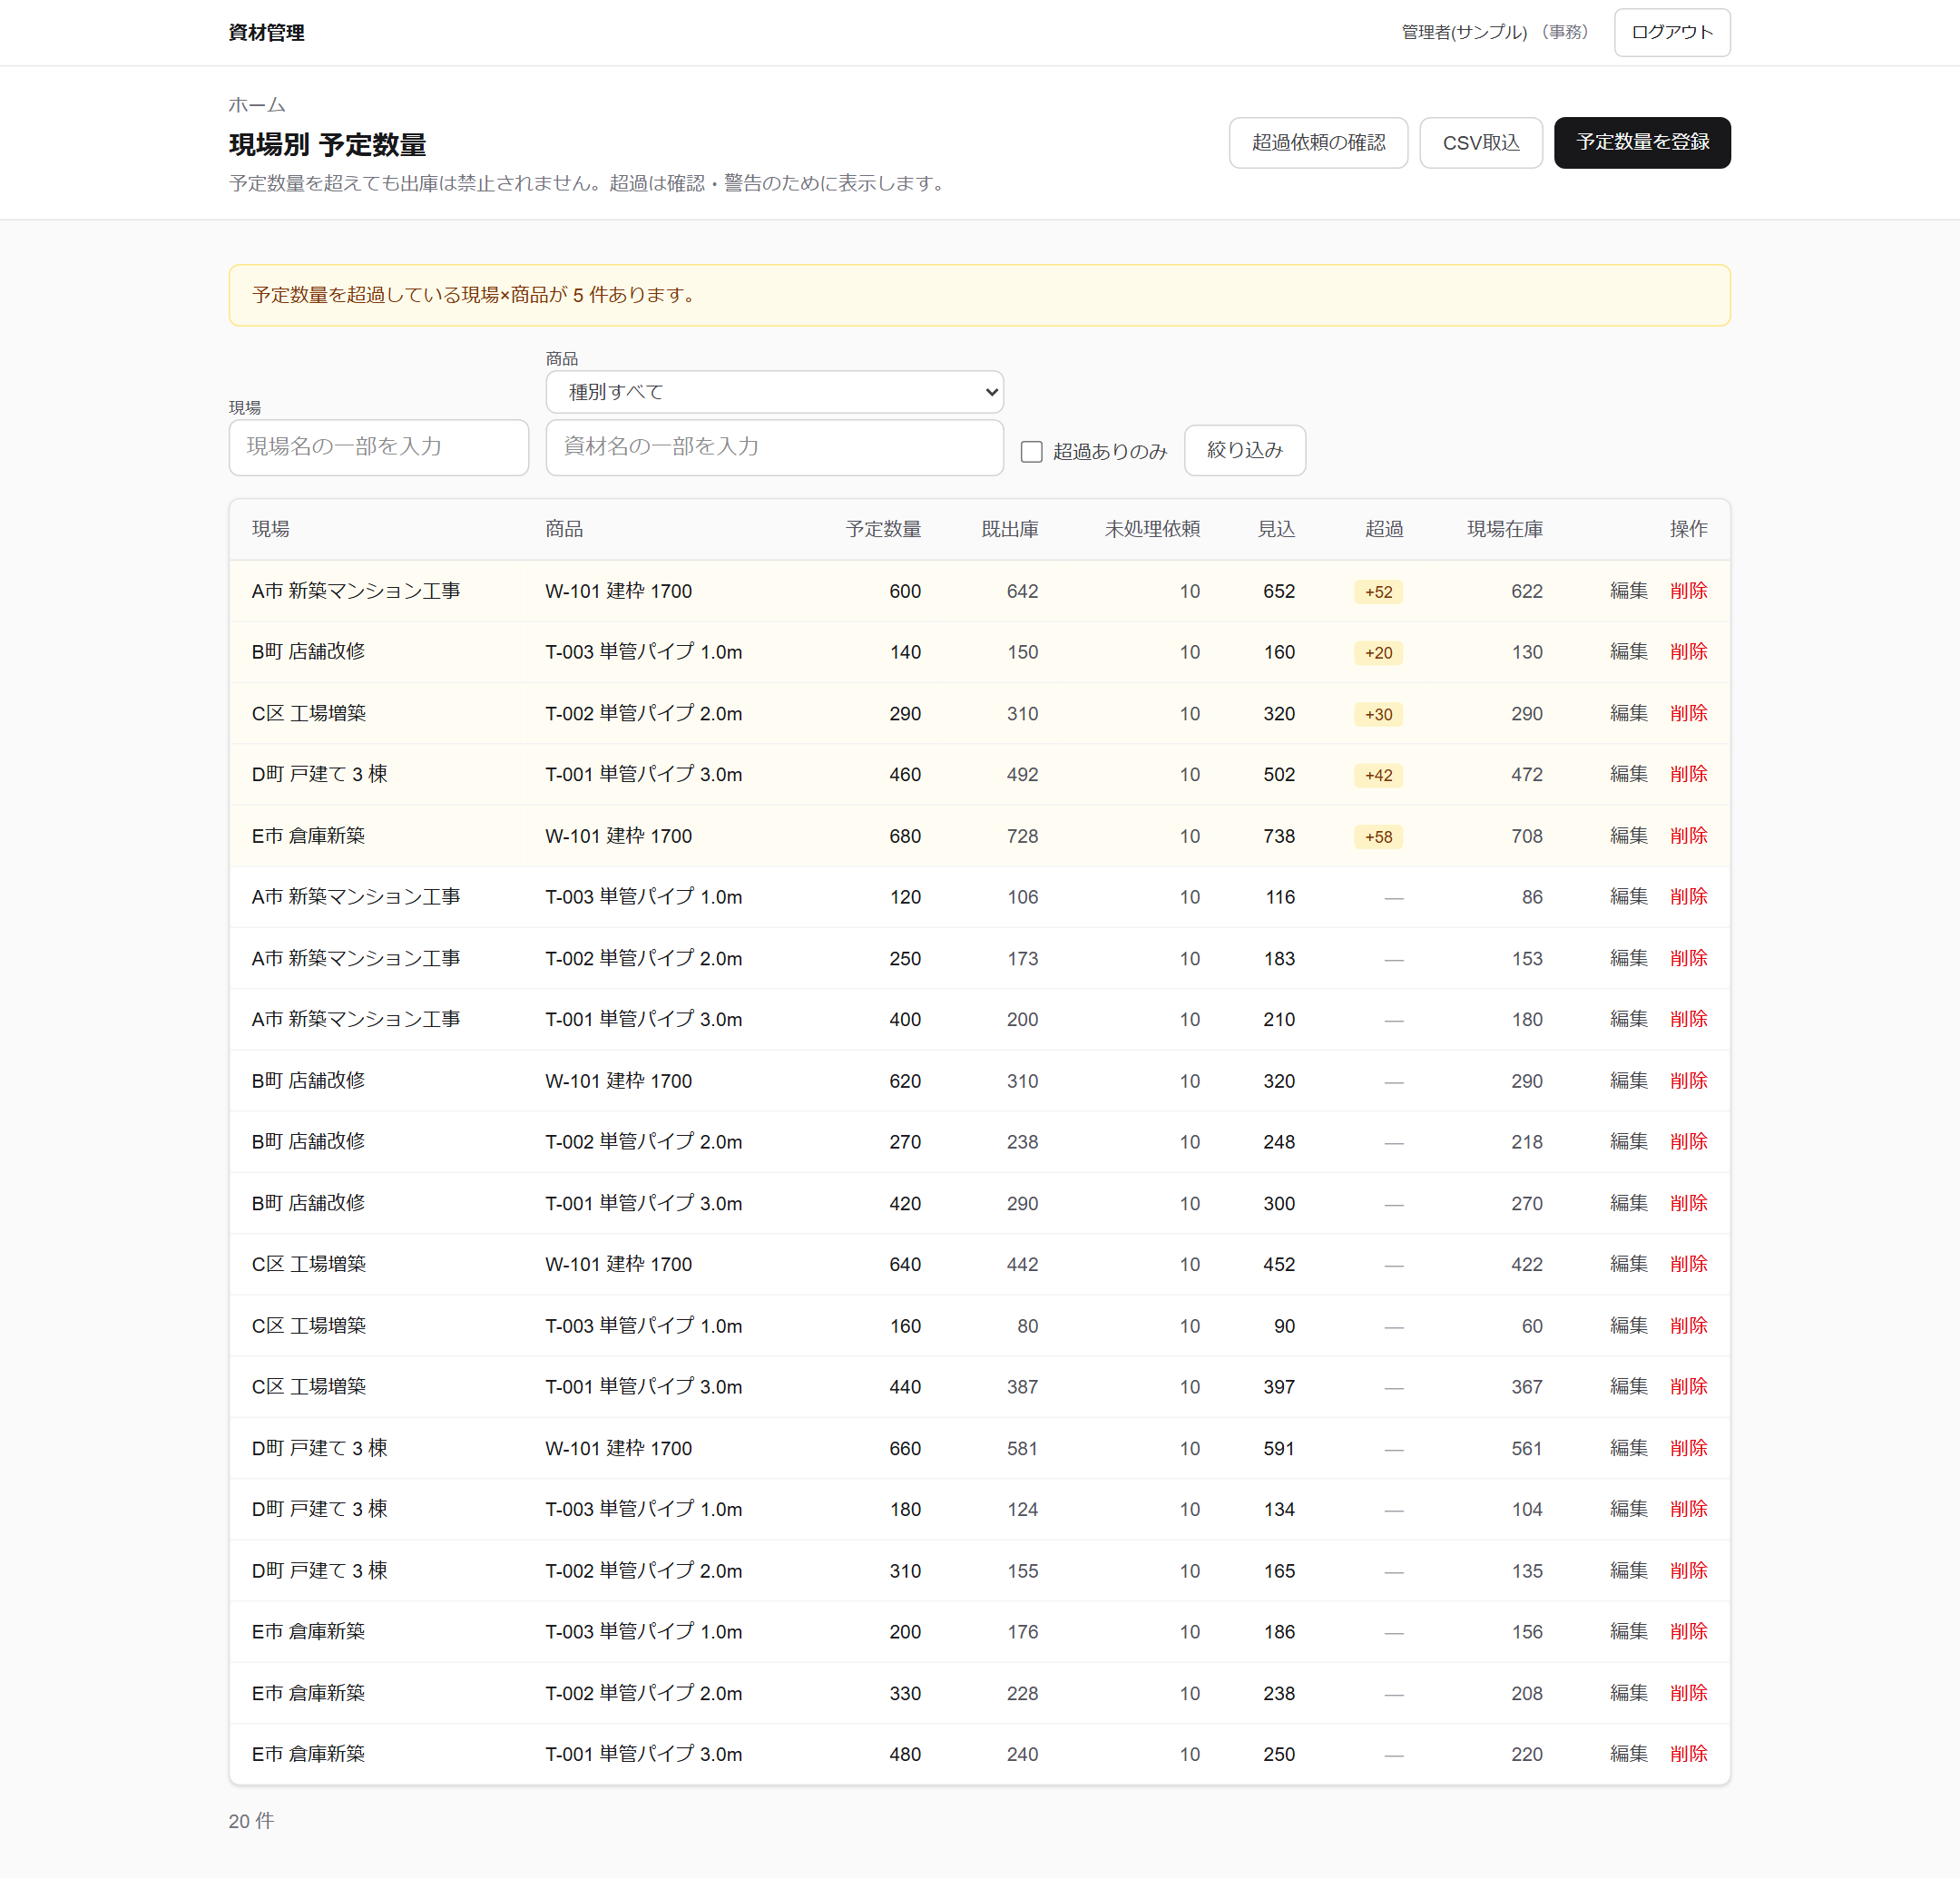 資材管理
管理者(サンプル) （事務） ログアウト
ホーム
現場別 予定数量
予定数量を超えても出庫は禁止されません。超過は確認・警告のために表示します。
超過依頼の確認 CSV取込 予定数量を登録
予定数量を超過している現場×商品が 5 件あります。
現場
現場名の一部を入力
商品
種別すべて
資材名の一部を入力
超過ありのみ 絞り込み
現場 商品 予定数量 既出庫 未処理依頼 見込 超過 現場在庫 操作
A市 新築マンション工事 W-101 建枠 1700 600 642 10 652 +52 622 編集 削除
B町 店舗改修 T-003 単管パイプ 1.0m 140 150 10 160 +20 130 編集 削除
C区 工場増築 T-002 単管パイプ 2.0m 290 310 10 320 +30 290 編集 削除
D町 戸建て 3 棟 T-001 単管パイプ 3.0m 460 492 10 502 +42 472 編集 削除
E市 倉庫新築 W-101 建枠 1700 680 728 10 738 +58 708 編集 削除
A市 新築マンション工事 T-003 単管パイプ 1.0m 120 106 10 116 — 86 編集 削除
A市 新築マンション工事 T-002 単管パイプ 2.0m 250 173 10 183 — 153 編集 削除
A市 新築マンション工事 T-001 単管パイプ 3.0m 400 200 10 210 — 180 編集 削除
B町 店舗改修 W-101 建枠 1700 620 310 10 320 — 290 編集 削除
B町 店舗改修 T-002 単管パイプ 2.0m 270 238 10 248 — 218 編集 削除
B町 店舗改修 T-001 単管パイプ 3.0m 420 290 10 300 — 270 編集 削除
C区 工場増築 W-101 建枠 1700 640 442 10 452 — 422 編集 削除
C区 工場増築 T-003 単管パイプ 1.0m 160 80 10 90 — 60 編集 削除
C区 工場増築 T-001 単管パイプ 3.0m 440 387 10 397 — 367 編集 削除
D町 戸建て 3 棟 W-101 建枠 1700 660 581 10 591 — 561 編集 削除
D町 戸建て 3 棟 T-003 単管パイプ 1.0m 180 124 10 134 — 104 編集 削除
D町 戸建て 3 棟 T-002 単管パイプ 2.0m 310 155 10 165 — 135 編集 削除
E市 倉庫新築 T-003 単管パイプ 1.0m 200 176 10 186 — 156 編集 削除
E市 倉庫新築 T-002 単管パイプ 2.0m 330 228 10 238 — 208 編集 削除
E市 倉庫新築 T-001 単管パイプ 3.0m 480 240 10 250 — 220 編集 削除
20 件